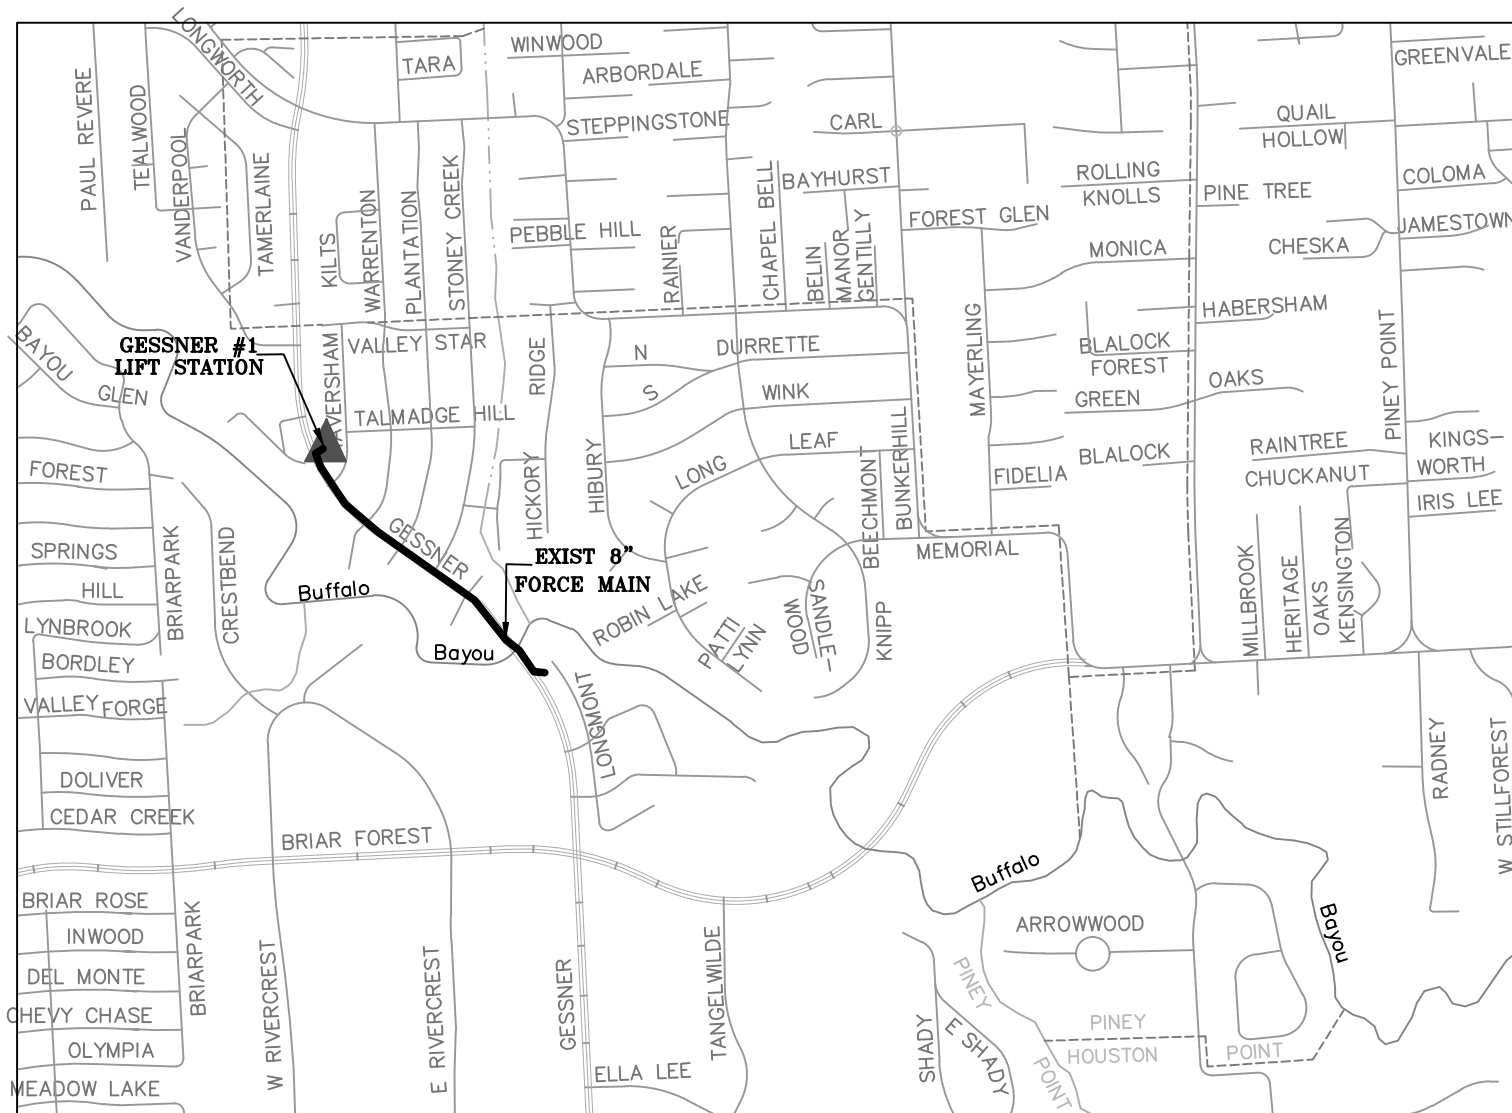 LONGWORTH
WINWOOD
TARA
ARBORDALE
GREENVALE
PAUL REVERE
TEALWOOD
VANDERPOOL
TAMERLAINE
STEPPINGSTONE
CARL
QUAIL
HOLLOW
KILTS
WARRENTON
PLANTATION
STONEY CREEK
PEBBLE HILL
RAINIER
CHAPEL BELL
BAYHURST
BELIN
MANOR
GENTILLY
FOREST GLEN
ROLLING
KNOLLS
PINE TREE
COLOMA
JAMESTOWN
MONICA
CHESKA
HABERSHAM
MAYERLING
PINEY POINT
BAYOU
GLEN
GESSNER #1
LIFT STATION
AVERSHAM
VALLEY STAR
TALMADGE HILL
RIDGE
HICKORY
HIBURY
N
S
DURRETTE
WINK
LEAF
LONG
BEECHMONT
BUNKERHILL
BLALOCK
FOREST
GREEN
OAKS
BLALOCK
FIDELIA
RAINTREE
CHUCKANUT
KINGS-
WORTH
IRIS LEE
FOREST
SPRINGS
HILL
LYNBROOK
BORDLEY
VALLEY FORGE
DOLIVER
CEDAR CREEK
BRIARPARK
CRESTBEND
GESSNER
EXIST 8”
FORCE MAIN
Buffalo
Bayou
ROBIN LAKE
PATTI
LYNN
SANDLE-
WOOD
KNIPP
MEMORIAL
MILLBROOK
HERITAGE
OAKS
KENSINGTON
LONGMONT
RADNEY
W STILLFOREST
BRIAR FOREST
BRIAR ROSE
INWOOD
DEL MONTE
CHEVY CHASE
OLYMPIA
MEADOW LAKE
BRIARPARK
W RIVERCREST
E RIVERCREST
GESSNER
ELLA LEE
TANGELWILDE
Buffalo
Bayou
ARROWWOOD
SHADY
E SHADY
PINEY
POINT
PINEY
HOUSTON
POINT